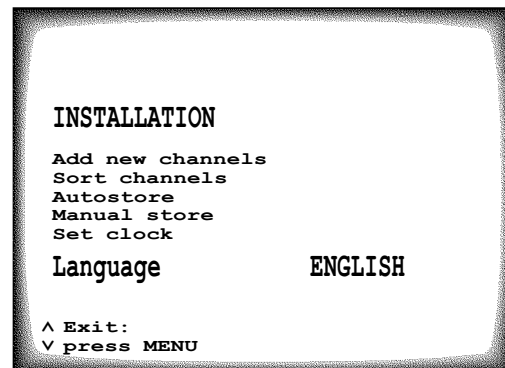 INSTALLATION
Add new channels
Sort channels
Autostore
Manual store
Set clock
Language ENGLISH
^ Exit:
v press MENU